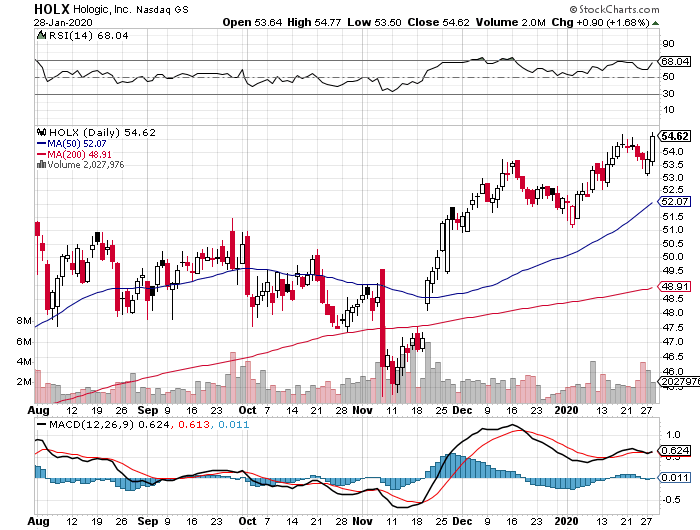 HOLX Hologic, Inc. Nasdaq GS © StockCharts.com
28-Jan-2020 Open 53.64 High 54.77 Low 53.50 Close 54.62 Volume 2.0M Chg +0.90 (+1.68%)
RSI(14) 68.04
90
68.04
50
30
10
HOLX (Daily) 54.62
MA(50) 52.07
MA(200) 48.91
Volume 2,027,976
54.62
54.0
53.5
53.0
52.5
52.07
51.5
51.0
50.5
50.0
49.5
48.91
48.5
48.0
47.5
47.0
46.5
8M
6M
4M
2M
2027976
Aug 12 19 26 Sep 9 16 23 Oct 7 14 21 28 Nov 11 18 25 Dec 9 16 23 2020 13 21 27
MACD(12,26,9) 0.624, 0.613, 0.011
1.0
0.624
0.011
-0.5
Aug 12 19 26 Sep 9 16 23 Oct 7 14 21 28 Nov 11 18 25 Dec 9 16 23 2020 13 21 27